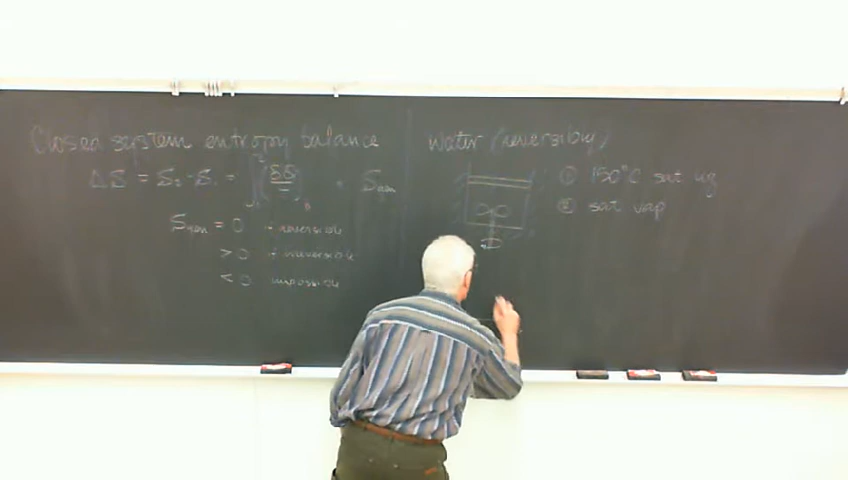 Closed system entropy balance
ΔS = S₂ - S₁ = ∫₁² (δQ/T)_b + S_gen
S_gen = 0 : reversible
> 0 : irreversible
< 0 impossible
Water (reversibly)
① 150°C sat liq
② sat vap